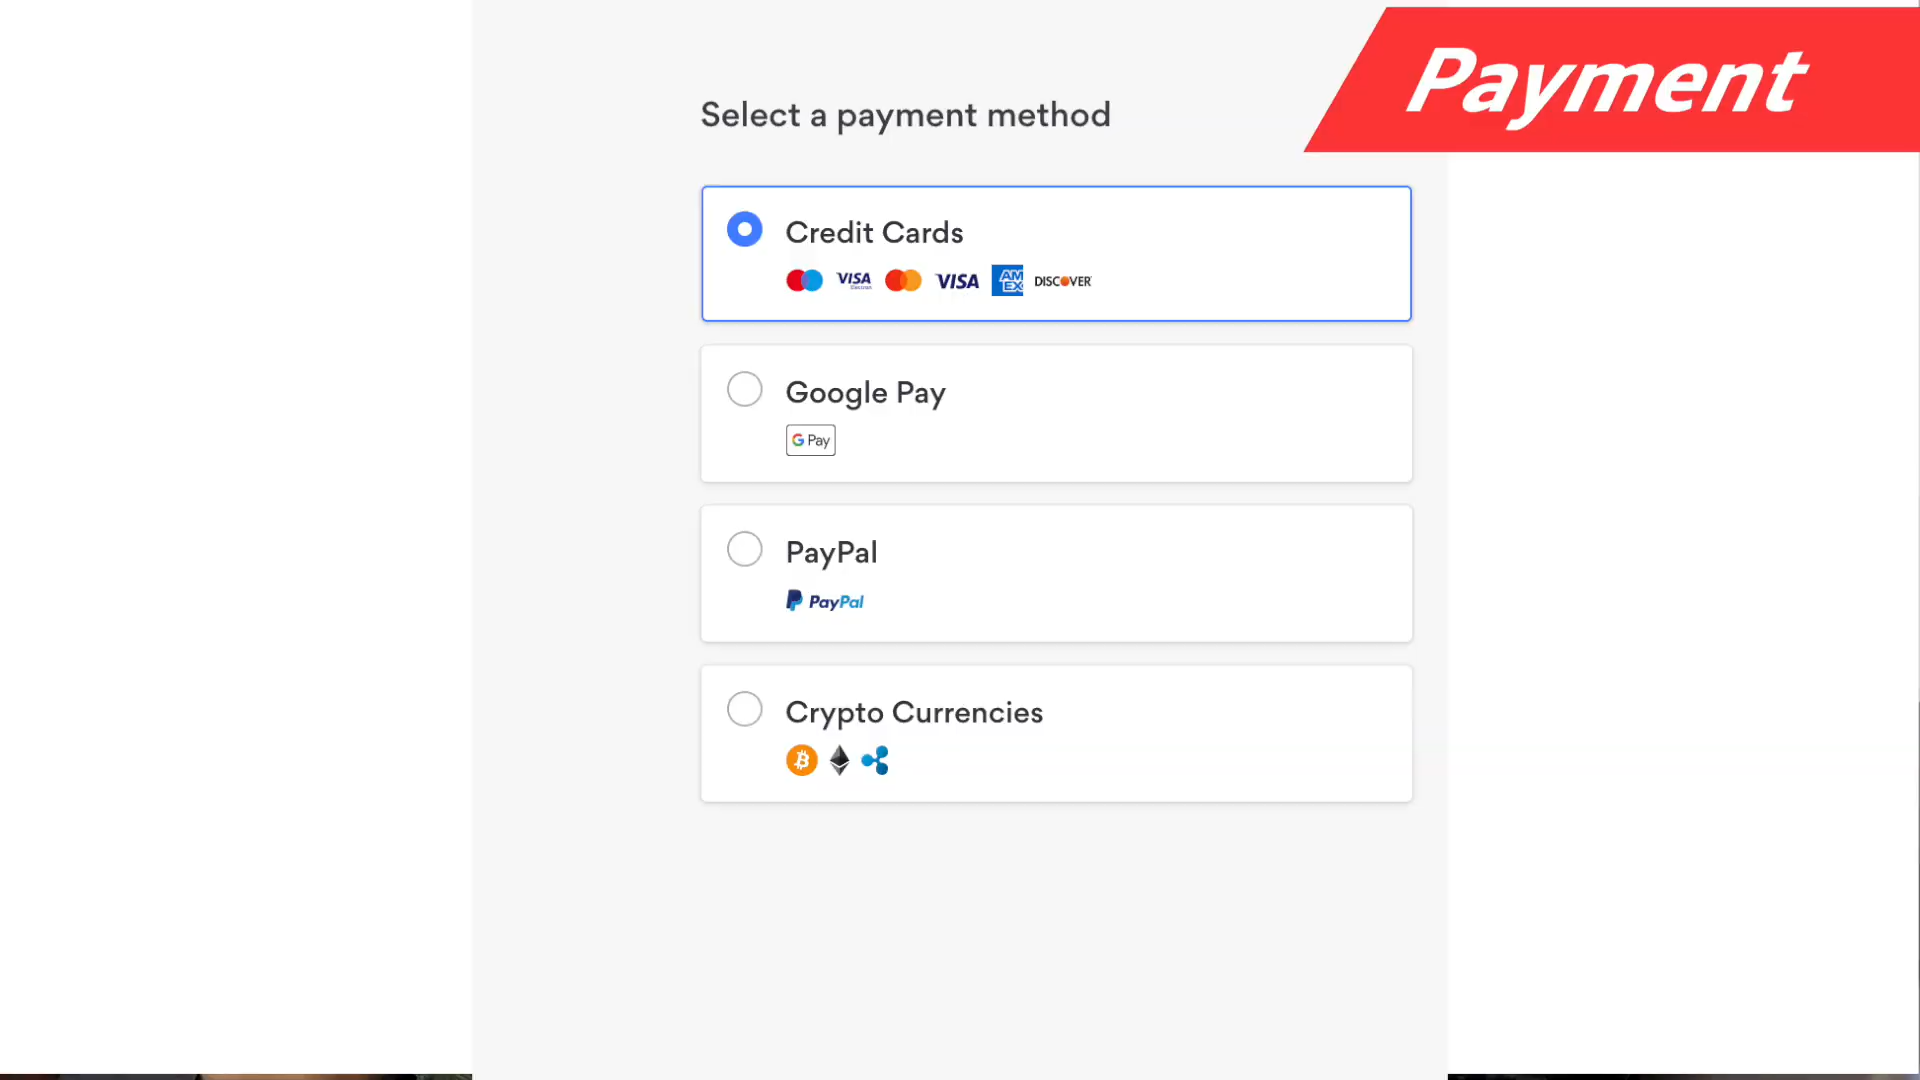 Payment
Select a payment method
Credit Cards
VISA VISA AM EX DISCOVER
Google Pay
G Pay
PayPal
PayPal
Crypto Currencies